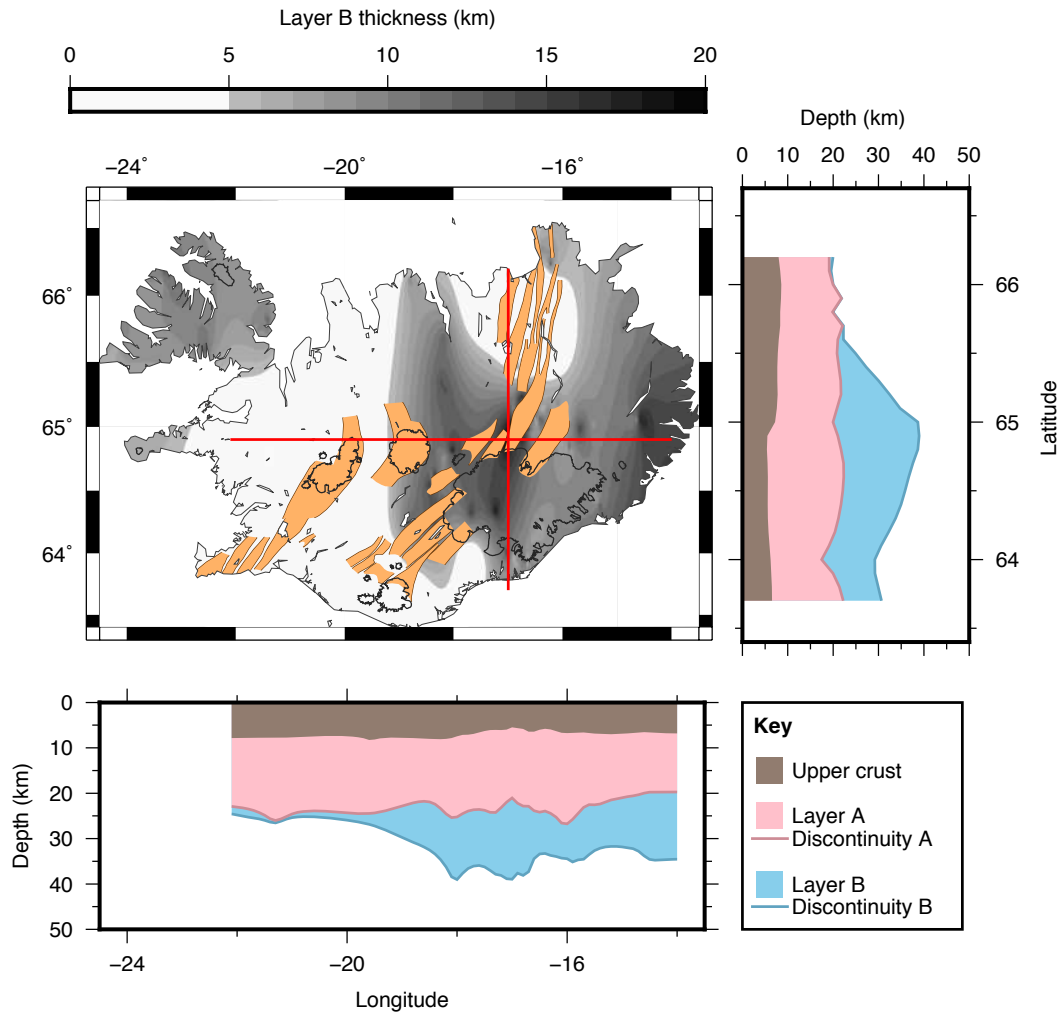 Layer B thickness (km)
0 5 10 15 20
−24˚ −20˚ −16˚
66˚
65˚
64˚
Depth (km)
0 10 20 30 40 50
66
65
64
Latitude
0
10
20
30
40
50
Depth (km)
−24 −20 −16
Longitude
Key
Upper crust
Layer A
Discontinuity A
Layer B
Discontinuity B